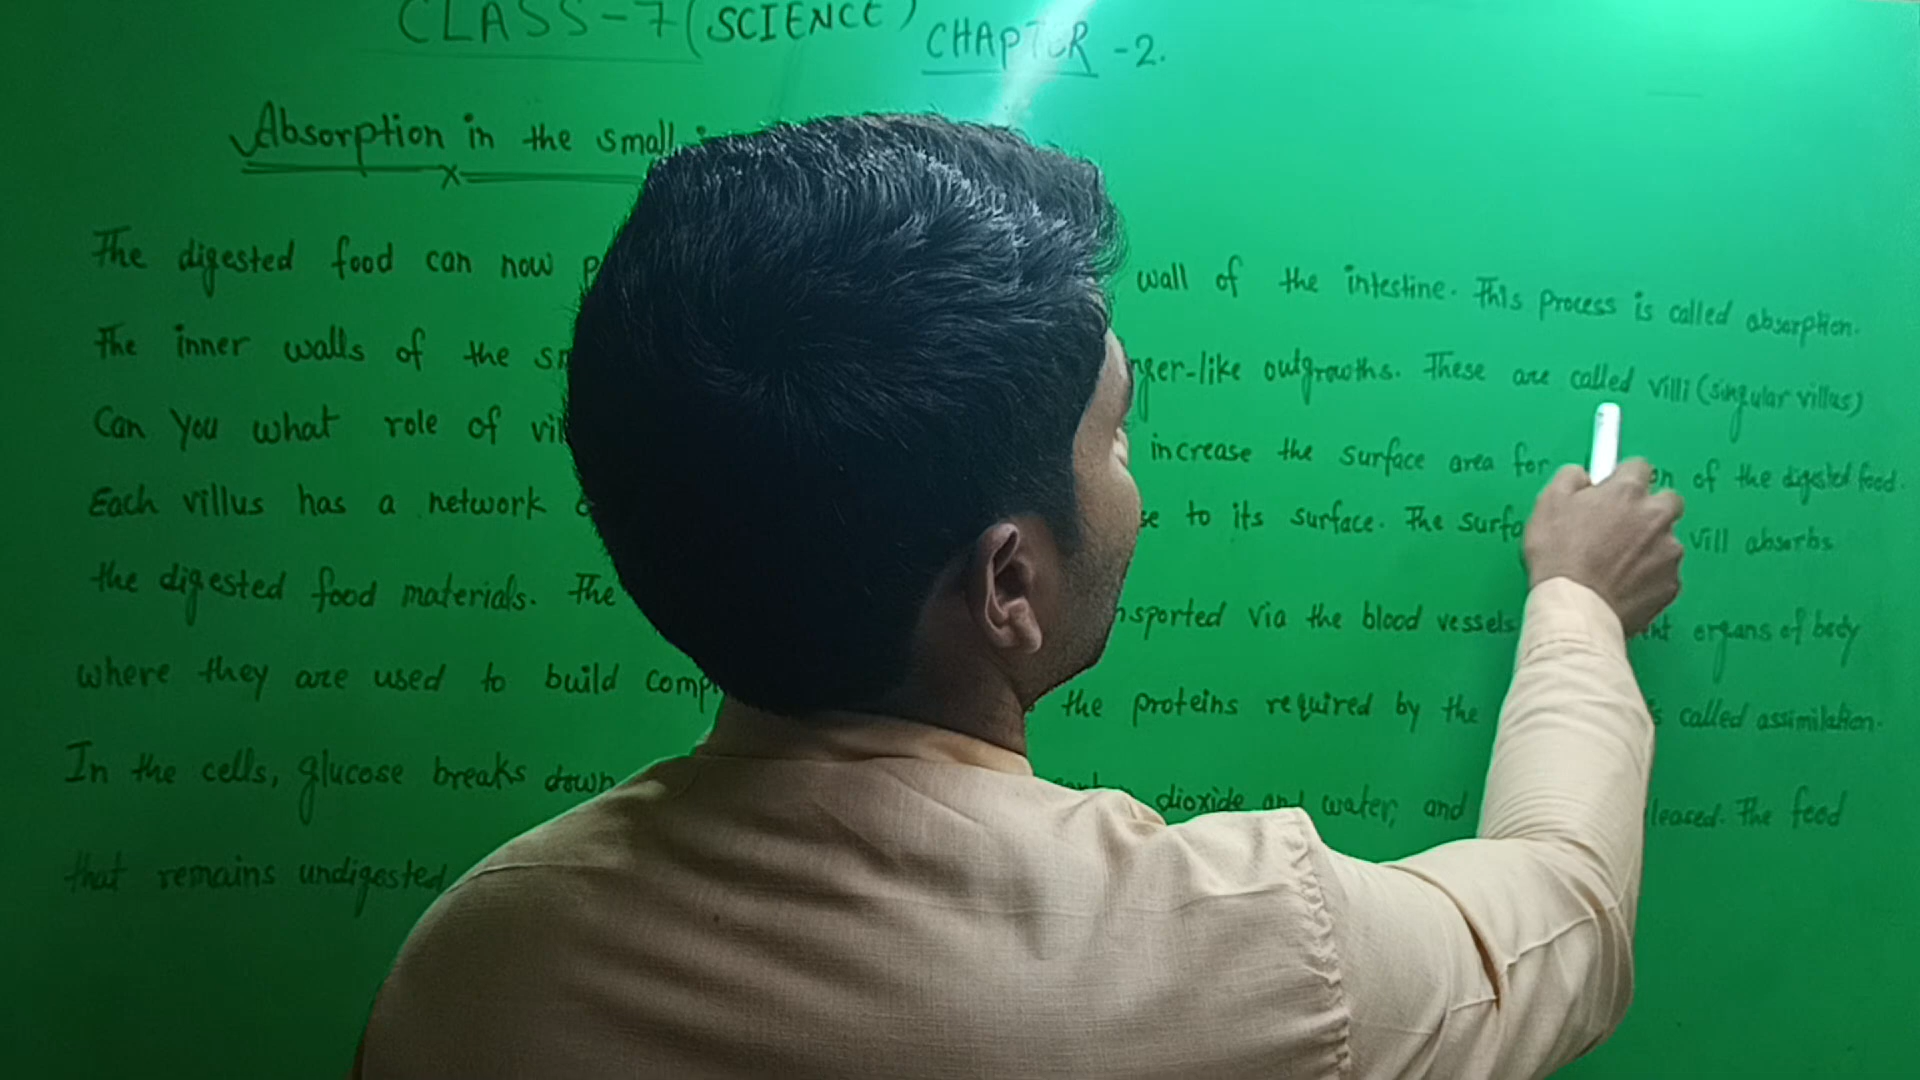 CLASS-7 (SCIENCE) CHAPTER -2.
Absorption in the small
The digested food can now wall of the intestine. This process is called absorption.
The inner walls of the nger-like outgrowths. These are called villi (singular villus)
Can you what role of increase the surface area for on of the digested food.
Each villus has a network se to its surface. The surfa vill absorbs
the digested food materials. The nsported via the blood vessels organs of body
where they are used to build comp the proteins required by the called assimilation.
In the cells, glucose breaks down dioxide and water, and leased. The food
that remains undigested